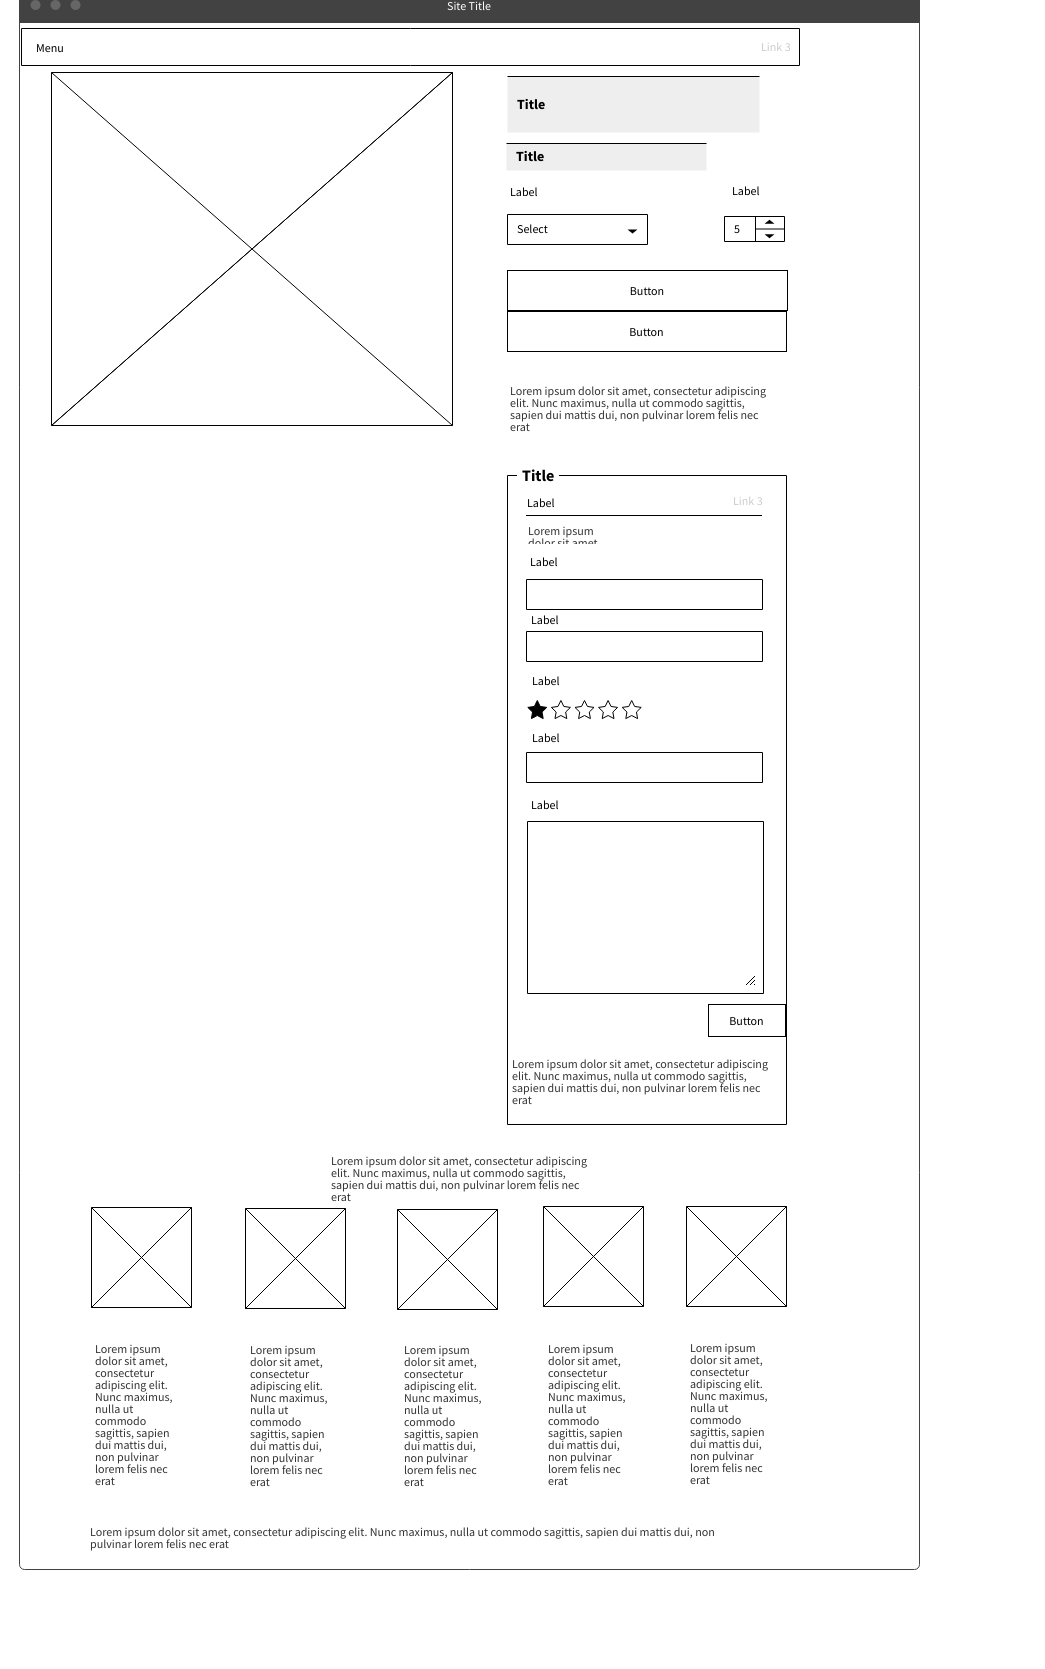 Site Title
Menu
Link 3
Title
Title
Label
Label
Select
5
Button
Button
Lorem ipsum dolor sit amet, consectetur adipiscing
elit. Nunc maximus, nulla ut commodo sagittis,
sapien dui mattis dui, non pulvinar lorem felis nec
erat
Title
Label
Link 3
Lorem ipsum
dolor sit amet
Label
Label
Label
Label
Label
Button
Lorem ipsum dolor sit amet, consectetur adipiscing
elit. Nunc maximus, nulla ut commodo sagittis,
sapien dui mattis dui, non pulvinar lorem felis nec
erat
Lorem ipsum dolor sit amet, consectetur adipiscing
elit. Nunc maximus, nulla ut commodo sagittis,
sapien dui mattis dui, non pulvinar lorem felis nec
erat
Lorem ipsum
dolor sit amet,
consectetur
adipiscing elit.
Nunc maximus,
nulla ut
commodo
sagittis, sapien
dui mattis dui,
non pulvinar
lorem felis nec
erat
Lorem ipsum
dolor sit amet,
consectetur
adipiscing elit.
Nunc maximus,
nulla ut
commodo
sagittis, sapien
dui mattis dui,
non pulvinar
lorem felis nec
erat
Lorem ipsum
dolor sit amet,
consectetur
adipiscing elit.
Nunc maximus,
nulla ut
commodo
sagittis, sapien
dui mattis dui,
non pulvinar
lorem felis nec
erat
Lorem ipsum
dolor sit amet,
consectetur
adipiscing elit.
Nunc maximus,
nulla ut
commodo
sagittis, sapien
dui mattis dui,
non pulvinar
lorem felis nec
erat
Lorem ipsum
dolor sit amet,
consectetur
adipiscing elit.
Nunc maximus,
nulla ut
commodo
sagittis, sapien
dui mattis dui,
non pulvinar
lorem felis nec
erat
Lorem ipsum dolor sit amet, consectetur adipiscing elit. Nunc maximus, nulla ut commodo sagittis, sapien dui mattis dui, non
pulvinar lorem felis nec erat